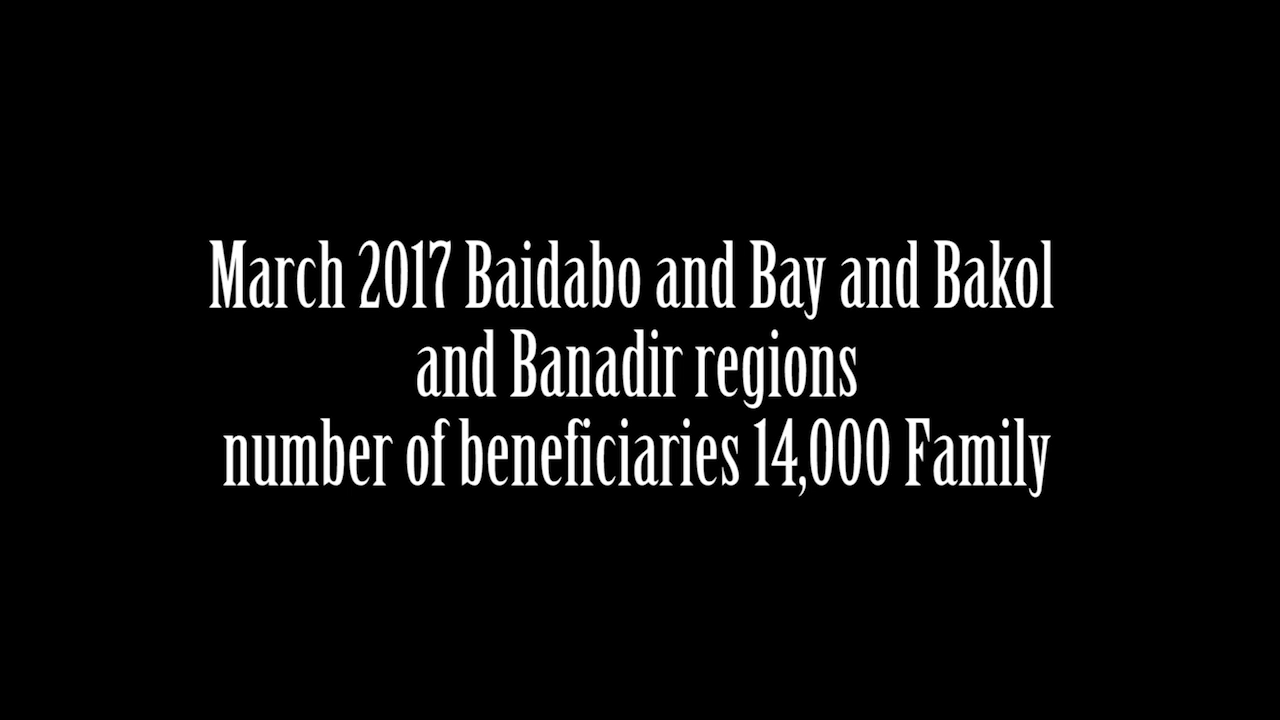 March 2017 Baidabo and Bay and Bakol
and Banadir regions
number of beneficiaries 14,000 Family